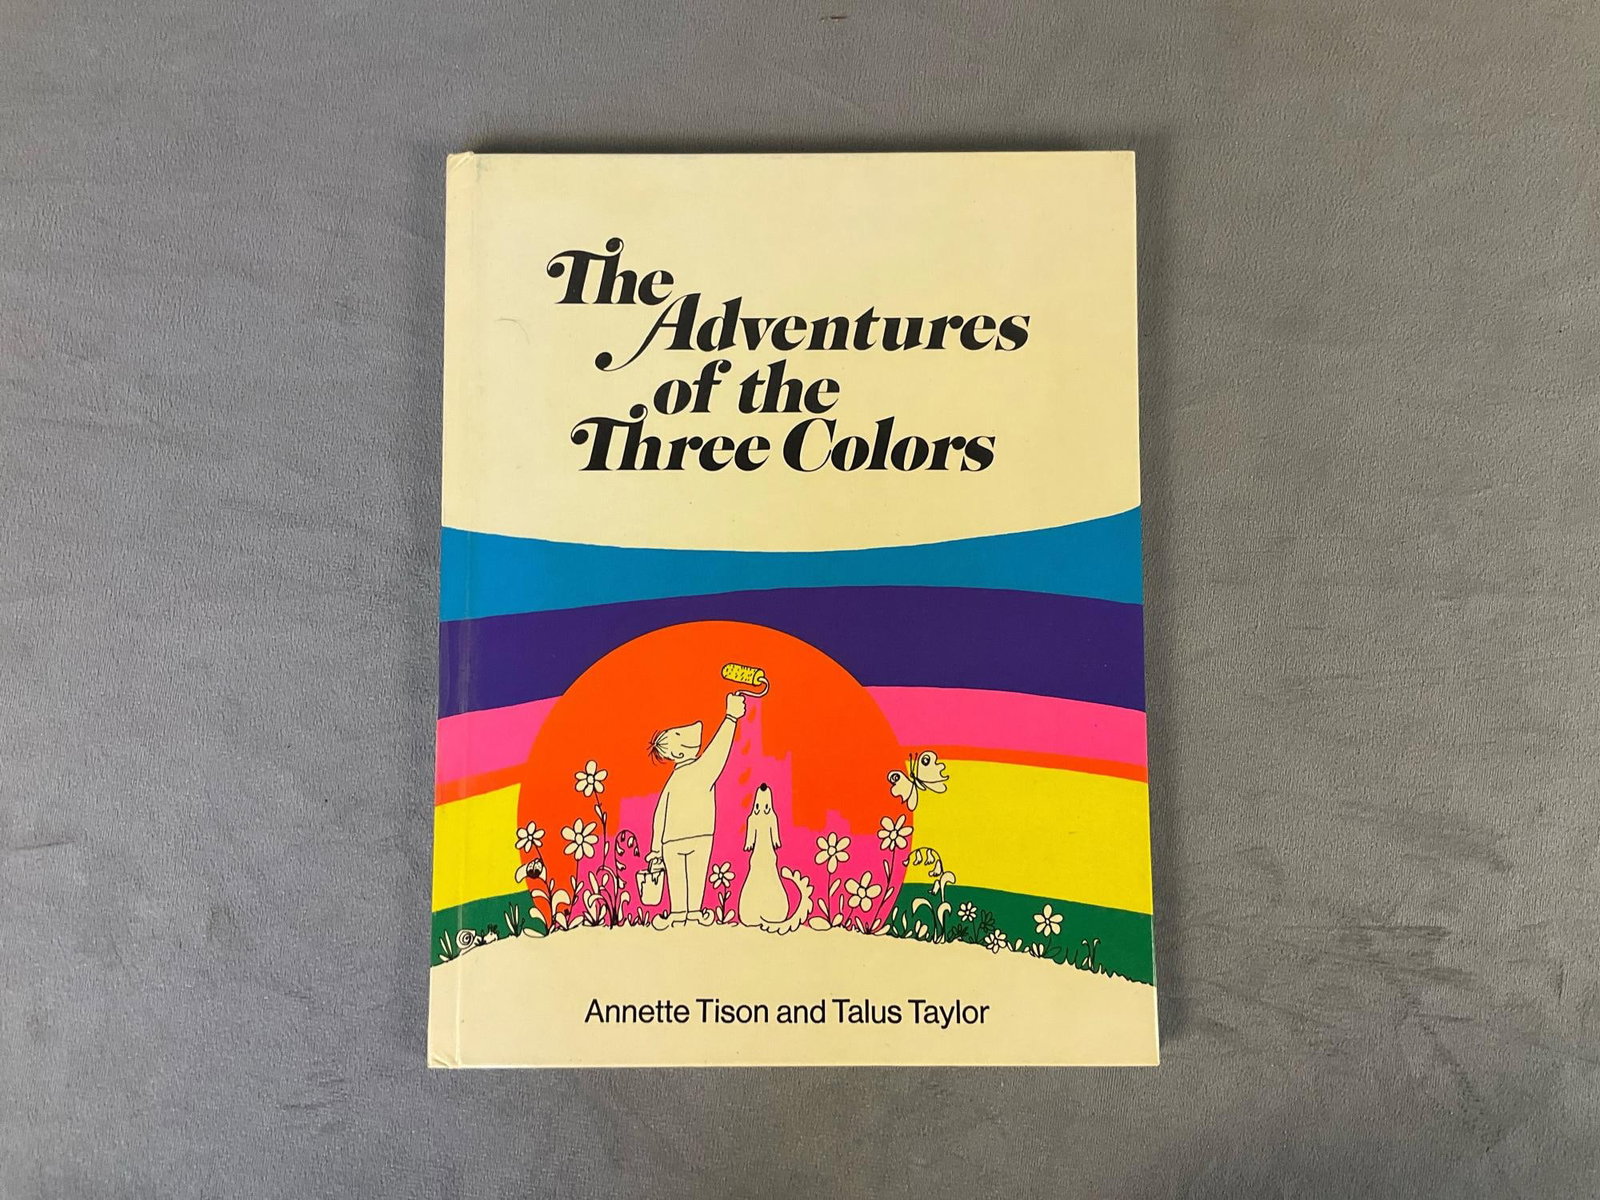 The
Adventures
of the
Three Colors
Annette Tison and Talus Taylor